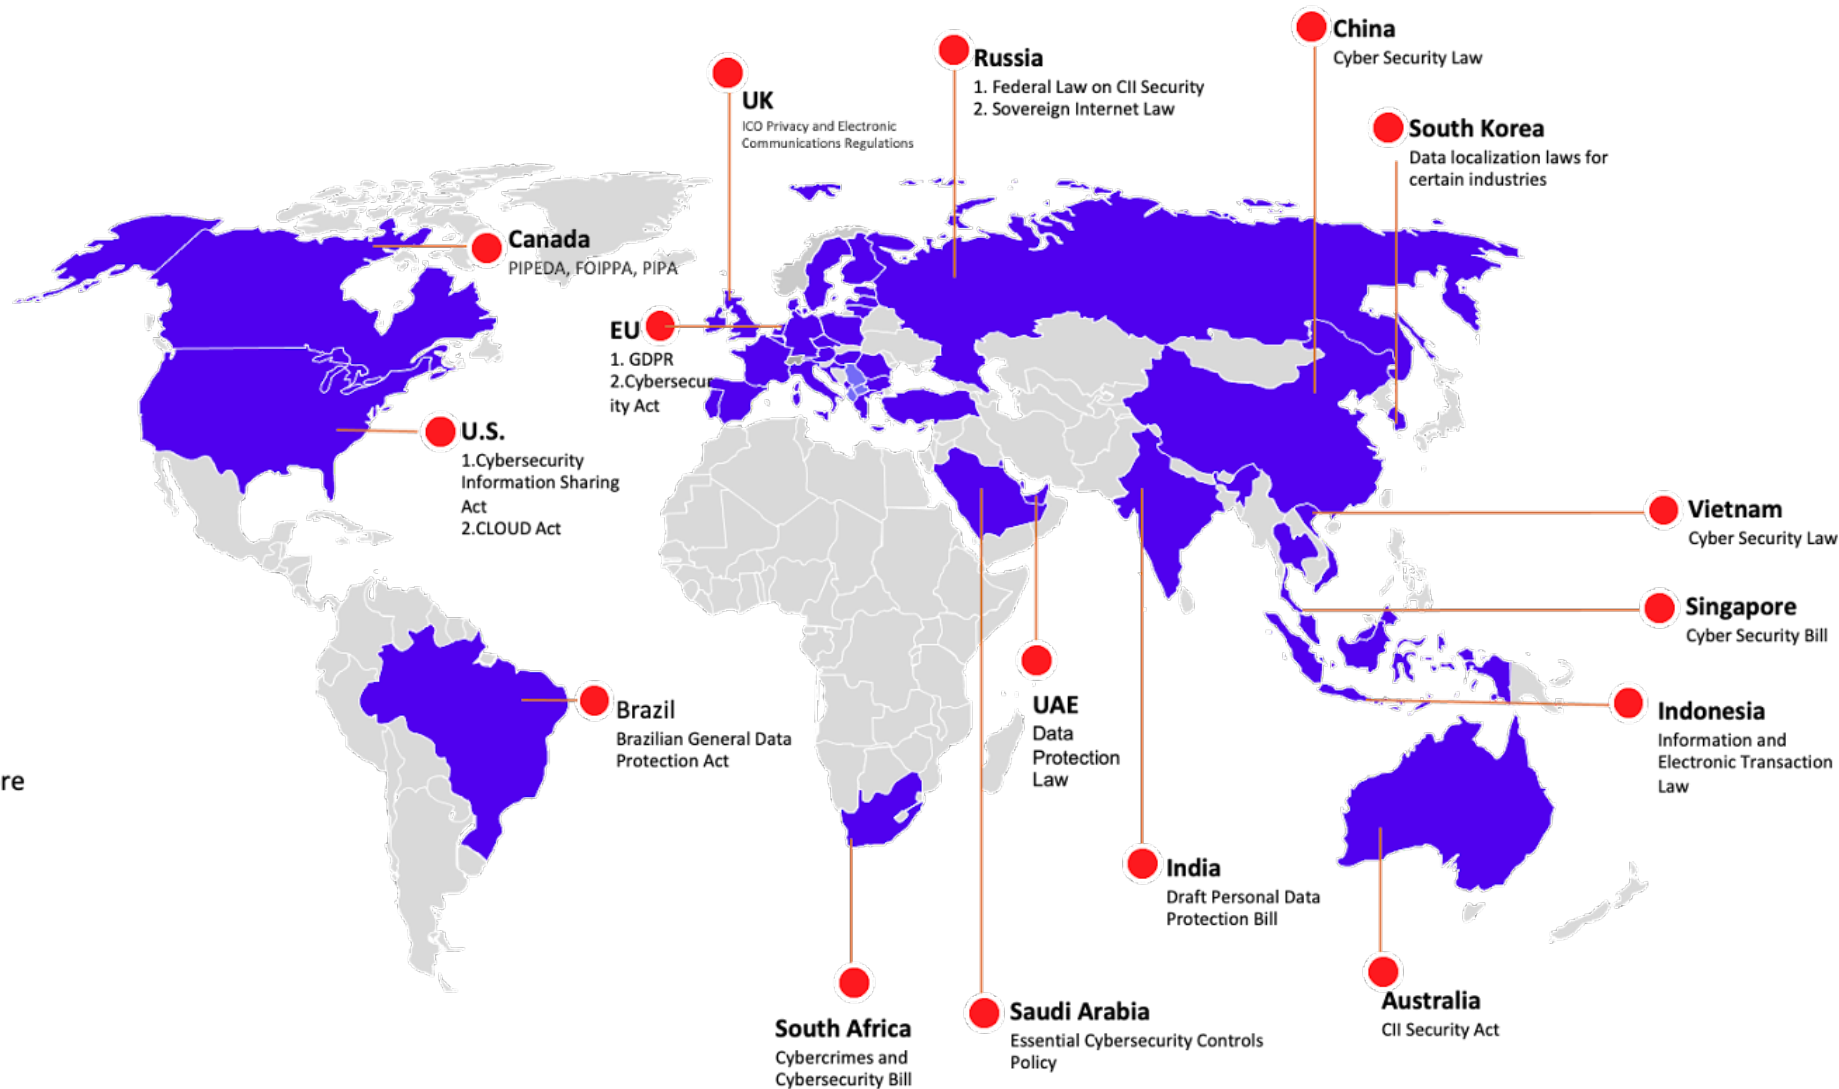 China
Cyber Security Law
Russia
1. Federal Law on CII Security
2. Sovereign Internet Law
UK
ICO Privacy and Electronic
Communications Regulations
South Korea
Data localization laws for
certain industries
Canada
PIPEDA, FOIPPA, PIPA
EU
1. GDPR
2.Cybersecur
ity Act
U.S.
1.Cybersecurity
Information Sharing
Act
2.CLOUD Act
Vietnam
Cyber Security Law
Singapore
Cyber Security Bill
Indonesia
Information and
Electronic Transaction
Law
Brazil
Brazilian General Data
Protection Act
UAE
Data
Protection
Law
re
India
Draft Personal Data
Protection Bill
Australia
CII Security Act
Saudi Arabia
Essential Cybersecurity Controls
Policy
South Africa
Cybercrimes and
Cybersecurity Bill